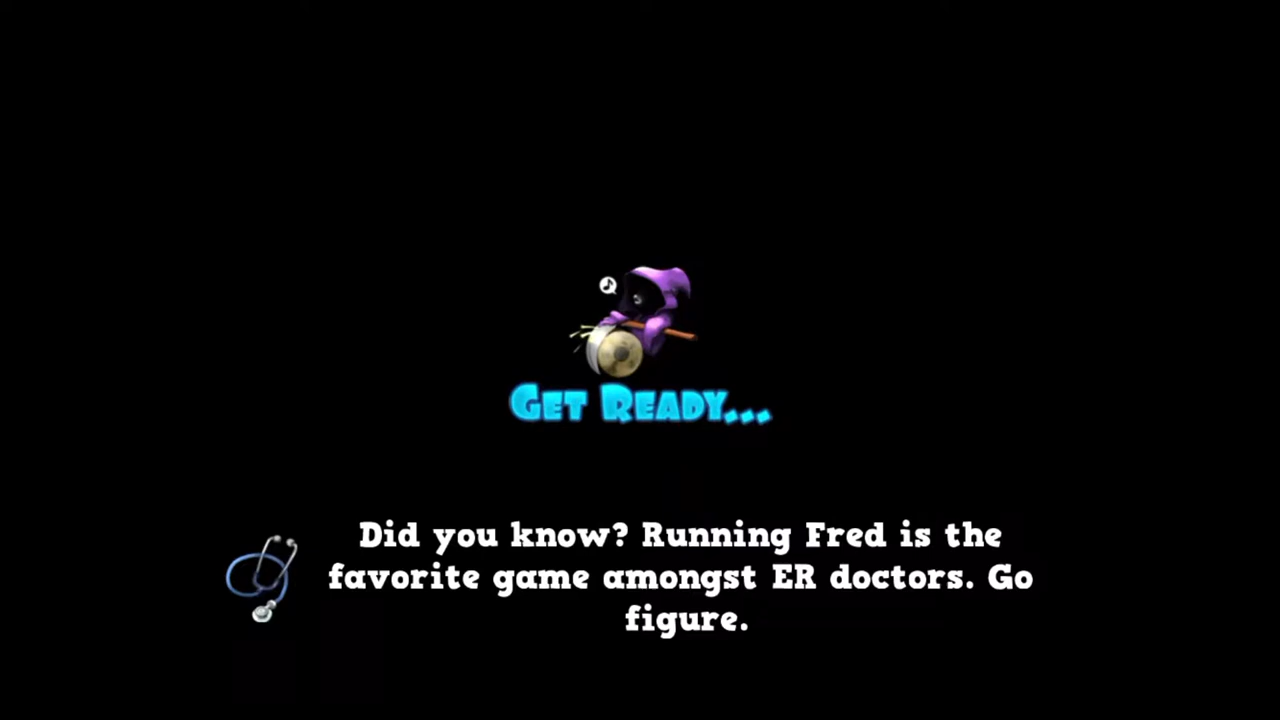 Get Ready...
Did you know? Running Fred is the
favorite game amongst ER doctors. Go
figure.